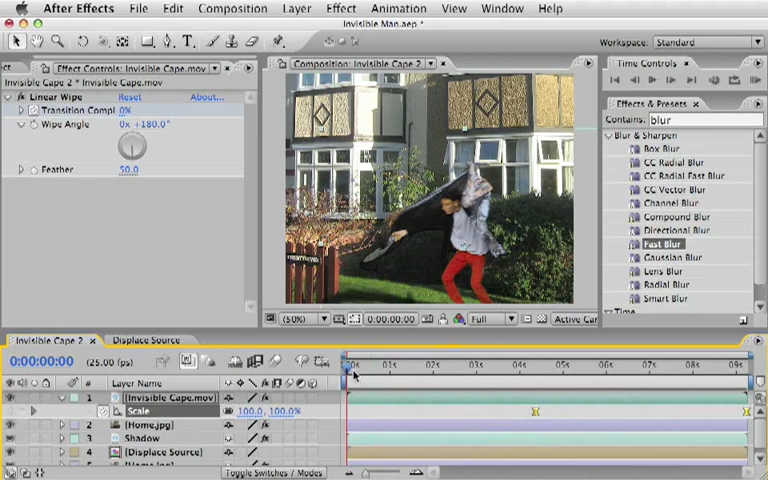 After Effects File Edit Composition Layer Effect Animation View Window Help
Invisible Man.aep *
Workspace: Standard
Effect Controls: Invisible Cape.mov
Composition: Invisible Cape 2
Time Controls
Invisible Cape 2 * Invisible Cape.mov
Linear Wipe Reset About...
Transition Compl 0%
Wipe Angle 0x +180.0°
Feather 50.0
Effects & Presets
Contains: blur
Blur & Sharpen
Box Blur
CC Radial Blur
CC Radial Fast Blur
CC Vector Blur
Channel Blur
Compound Blur
Directional Blur
Fast Blur
Gaussian Blur
Lens Blur
Radial Blur
Smart Blur
Time
(50%) 0:00:00:00 Full Active Car
Invisible Cape 2 Displace Source
0:00:00:00 (25.00 fps)
00s 01s 02s 03s 04s 05s 06s 07s 08s 09s
# Layer Name
1 [Invisible Cape.mov]
Scale 100.0, 100.0%
2 [Home.jpg]
3 Shadow
4 [Displace Source]
Toggle Switches / Modes